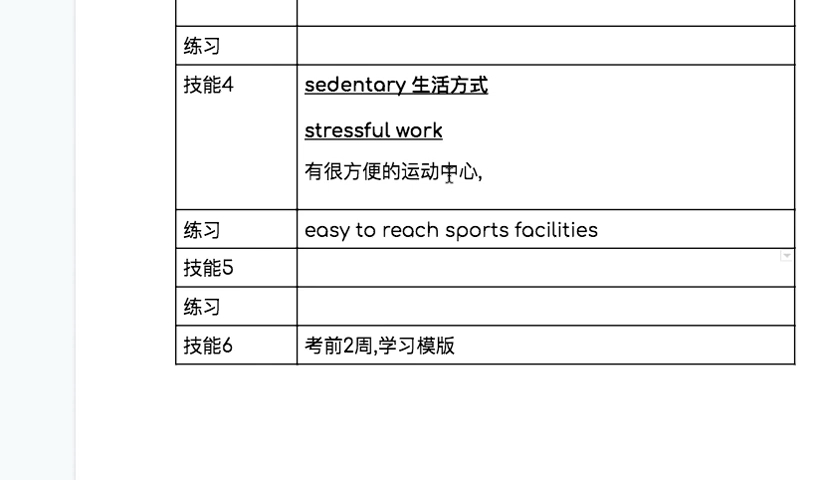 练习
技能4
sedentary 生活方式
stressful work
有很方便的运动中心,
练习
easy to reach sports facilities
技能5
练习
技能6
考前2周,学习模版